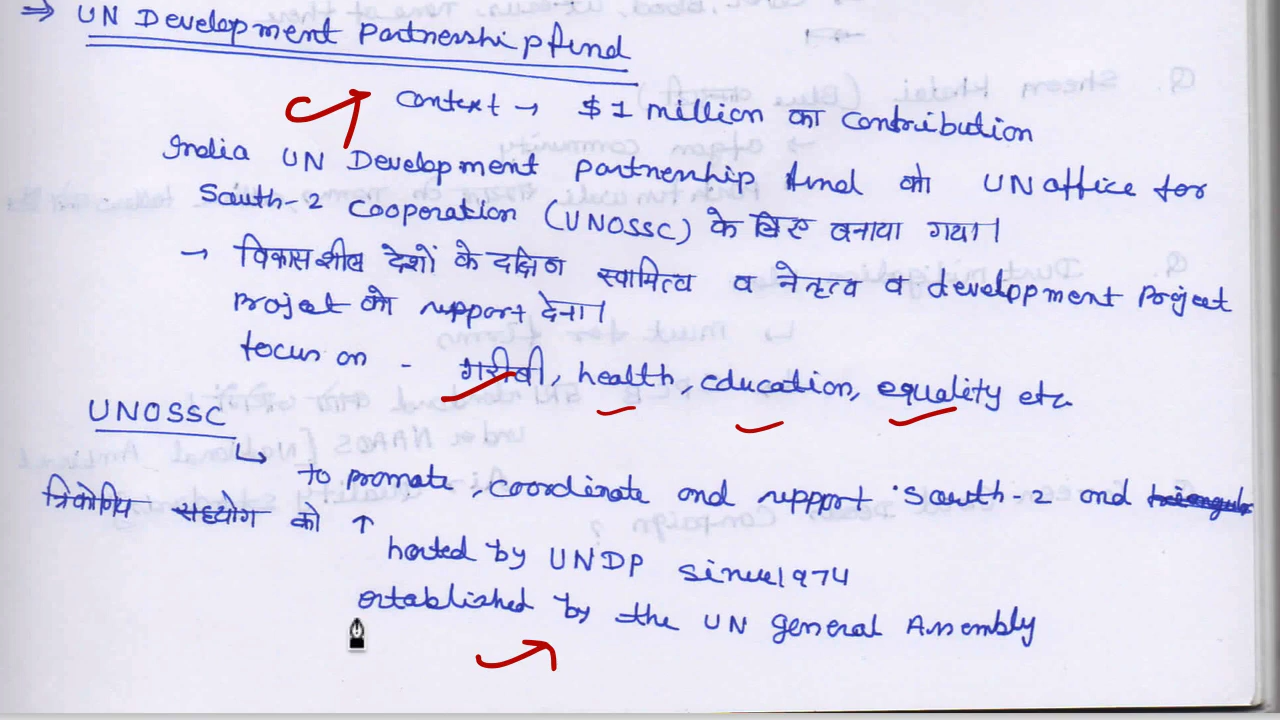 ⇒ UN Development Partnership fund
Context → $1 million का contribution
India UN Development Partnership fund को UN office for
South-2 Cooperation (UNOSSC) के लिए बनाया गया।
→ विकासशील देशों के दक्षिण स्वामित्व व नेतृत्व व development Project
Project को support देना।
focus on - गरीबी, health, education, equality etc
UNOSSC
↳ to promote, coordinate and support South-2 and
त्रिकोणिय सहयोग को ↑
hosted by UNDP since 1974
established by the UN general Assembly